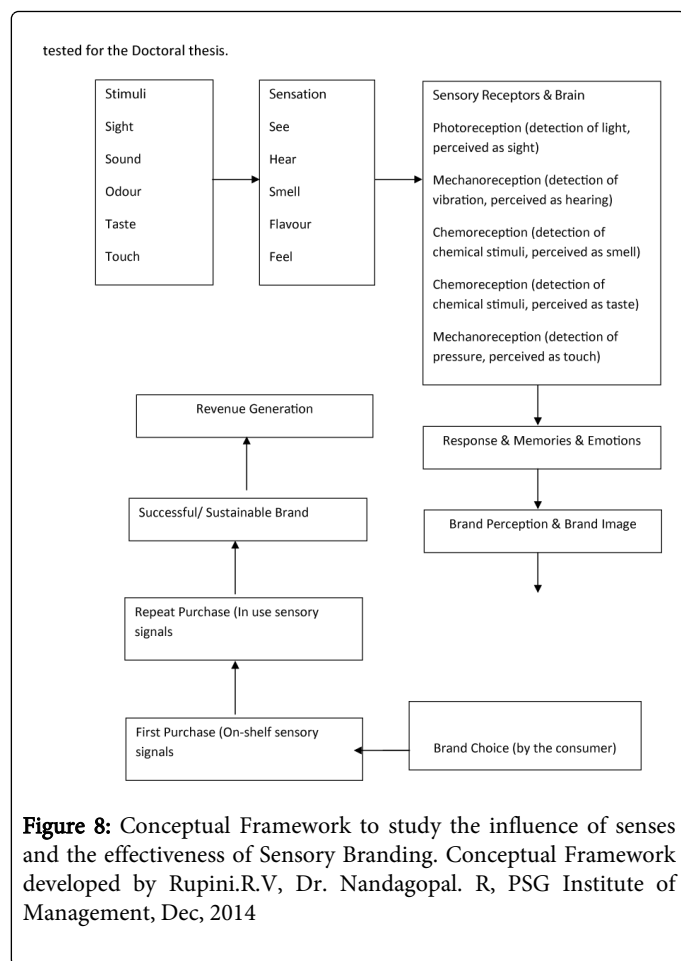 tested for the Doctoral thesis.
Stimuli
Sight
Sound
Odour
Taste
Touch
Sensation
See
Hear
Smell
Flavour
Feel
Sensory Receptors & Brain
Photoreception (detection of light,
perceived as sight)
Mechanoreception (detection of
vibration, perceived as hearing)
Chemoreception (detection of
chemical stimuli, perceived as smell)
Chemoreception (detection of
chemical stimuli, perceived as taste)
Mechanoreception (detection of
pressure, perceived as touch)
Response & Memories & Emotions
Brand Perception & Brand Image
Brand Choice (by the consumer)
First Purchase (On-shelf sensory
signals
Repeat Purchase (In use sensory
signals
Successful/ Sustainable Brand
Revenue Generation
Figure 8: Conceptual Framework to study the influence of senses
and the effectiveness of Sensory Branding. Conceptual Framework
developed by Rupini.R.V, Dr. Nandagopal. R, PSG Institute of
Management, Dec, 2014